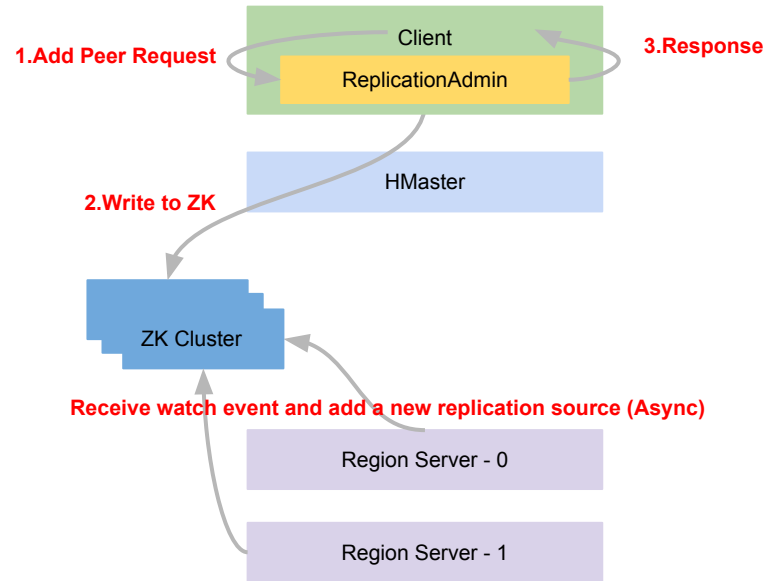 Client
1.Add Peer Request
3.Response
ReplicationAdmin
HMaster
2.Write to ZK
ZK Cluster
Receive watch event and add a new replication source (Async)
Region Server - 0
Region Server - 1